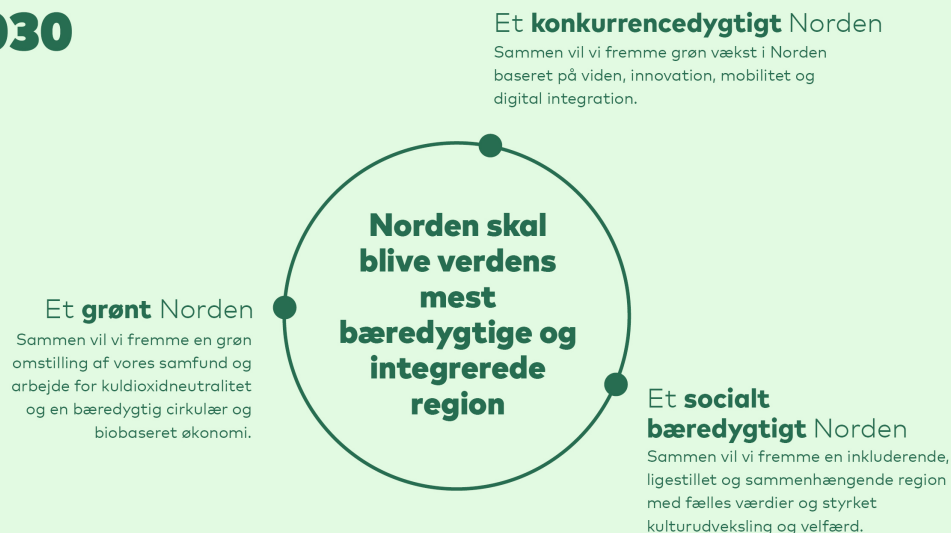 030
Et konkurrencedygtigt Norden
Sammen vil vi fremme grøn vækst i Norden
baseret på viden, innovation, mobilitet og
digital integration.
Norden skal
blive verdens
mest
bæredygtige og
integrerede
region
Et grønt Norden
Sammen vil vi fremme en grøn
omstilling af vores samfund og
arbejde for kuldioxidneutralitet
og en bæredygtig cirkulær og
biobaseret økonomi.
Et socialt
bæredygtigt Norden
Sammen vil vi fremme en inkluderende,
ligestillet og sammenhængende region
med fælles værdier og styrket
kulturudveksling og velfærd.